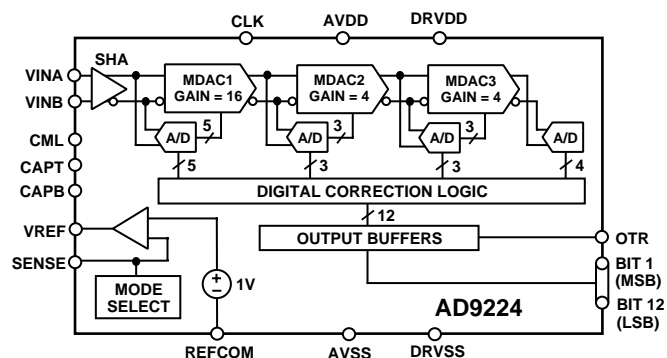 CLK AVDD DRVDD
SHA
VINA
VINB
MDAC1
GAIN = 16
MDAC2
GAIN = 4
MDAC3
GAIN = 4
CML
CAPT
CAPB
A/D
5
A/D
3
A/D
3
A/D
5
3
3
4
DIGITAL CORRECTION LOGIC
12
VREF
OUTPUT BUFFERS
OTR
SENSE
MODE
SELECT
1V
BIT 1
(MSB)
AD9224
BIT 12
(LSB)
REFCOM AVSS DRVSS